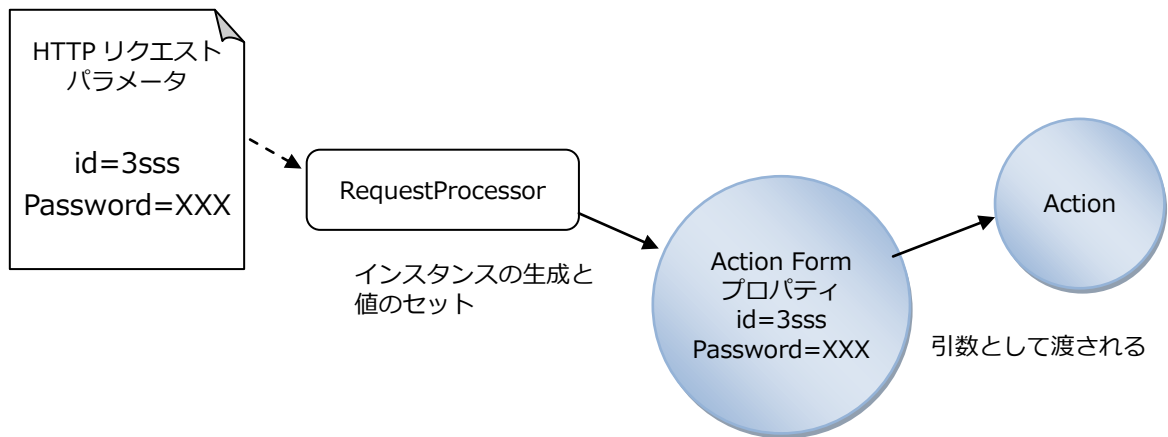 HTTP リクエスト
パラメータ
id=3sss
Password=XXX
RequestProcessor
インスタンスの生成と
値のセット
Action Form
プロパティ
id=3sss
Password=XXX
Action
引数として渡される